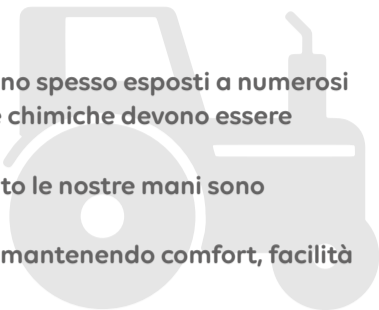 no spesso esposti a numerosi
chimiche devono essere
to le nostre mani sono
mantenendo comfort, facilità